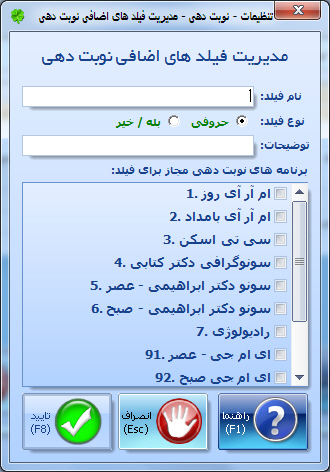 تنظیمات - نوبت دهی - مدیریت فیلد های اضافی نوبت دهی
مدیریت فیلد های اضافی نوبت دهی
نام فیلد:
نوع فیلد: حروفی بله / خیر
توضیحات:
برنامه های نوبت دهی مجاز برای فیلد:
1. ام آر آی روز
2. ام آر آی بامداد
3. سی تی اسکن
4. سونوگرافی دکتر کتابی
5. سونو دکتر ابراهیمی - عصر
6. سونو دکتر ابراهیمی - صبح
7. رادیولوژی
91. ای ام جی - عصر
92. ای ام جی صبح
راهنما (F1)
انصراف (Esc)
تایید (F8)